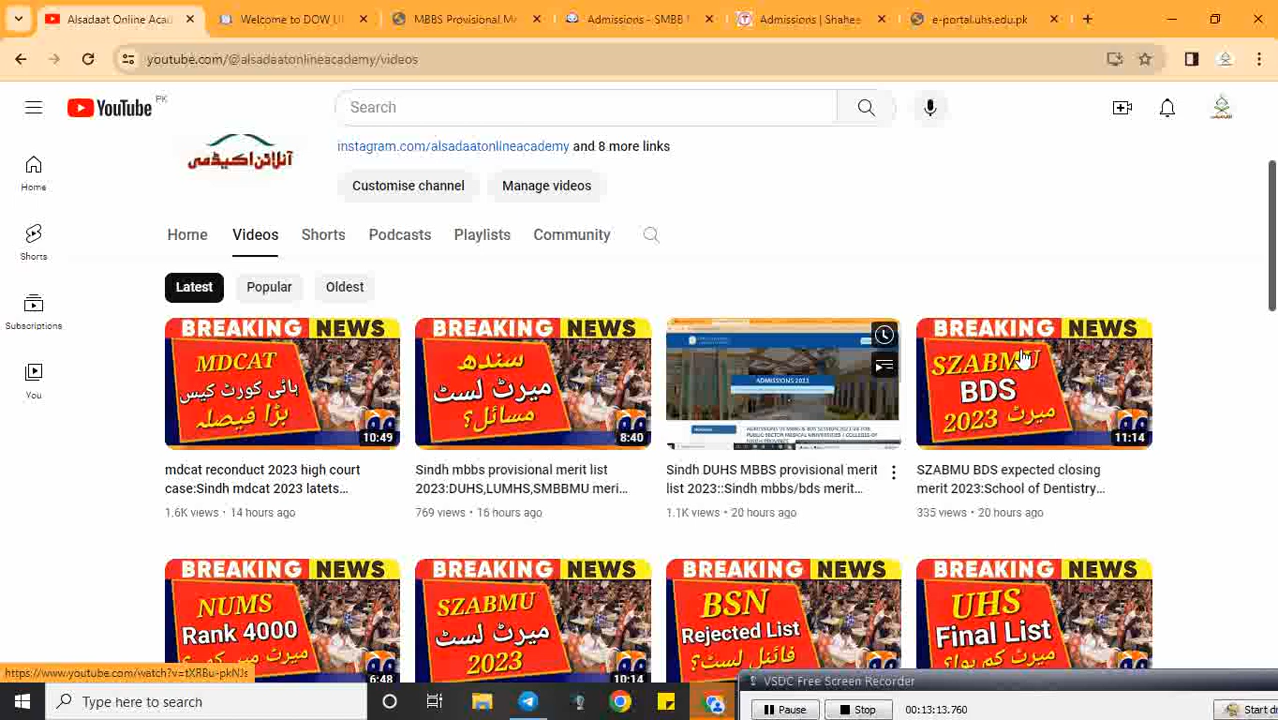 Alsadaat Online Aca
Welcome to DOW U
MBBS Provisional M
Admissions - SMBB
Admissions | Shahe
e-portal.uhs.edu.pk
youtube.com/@alsadaatonlineacademy/videos
YouTube PK
Search
آنلائن اکیڈمی
instagram.com/alsadaatonlineacademy and 8 more links
Customise channel
Manage videos
Home
Shorts
Subscriptions
You
Home
Videos
Shorts
Podcasts
Playlists
Community
Latest
Popular
Oldest
BREAKING NEWS
MDCAT
ہائی کورٹ کیس
بڑا فیصلہ
10:49
BREAKING NEWS
سندھ
میرٹ لسٹ
مسائل؟
8:40
ADMISSIONS 2023
BREAKING NEWS
SZABMU
BDS
میرٹ 2023
11:14
mdcat reconduct 2023 high court
case:Sindh mdcat 2023 latets…
1.6K views • 14 hours ago
Sindh mbbs provisional merit list
2023:DUHS,LUMHS,SMBBMU meri…
769 views • 16 hours ago
Sindh DUHS MBBS provisional merit
list 2023::Sindh mbbs/bds merit…
1.1K views • 20 hours ago
SZABMU BDS expected closing
merit 2023:School of Dentistry…
335 views • 20 hours ago
BREAKING NEWS
NUMS
Rank 4000
6:48
BREAKING NEWS
SZABMU
میرٹ لسٹ
2023
10:14
BREAKING NEWS
BSN
Rejected List
فائنل لسٹ؟
BREAKING NEWS
UHS
Final List
میرٹ کم ہوا؟
https://www.youtube.com/watch?v=tXRBu-pkNJs
VSDC Free Screen Recorder
Pause
Stop
00:13:13.760
Start d
Type here to search